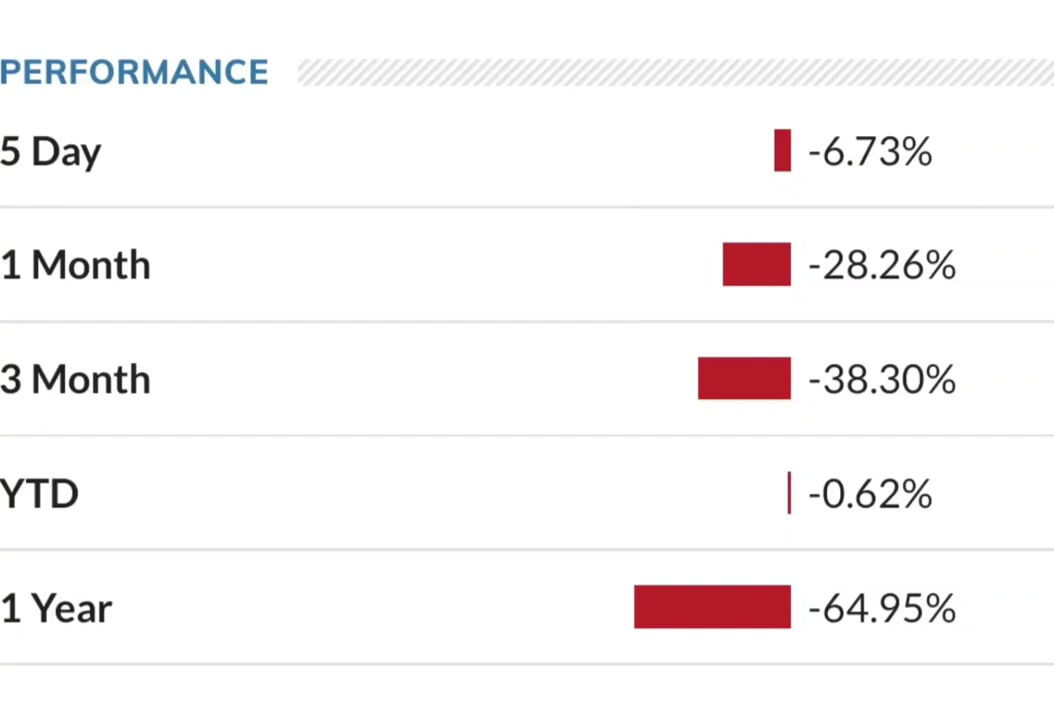 PERFORMANCE
5 Day -6.73%
1 Month -28.26%
3 Month -38.30%
YTD -0.62%
1 Year -64.95%